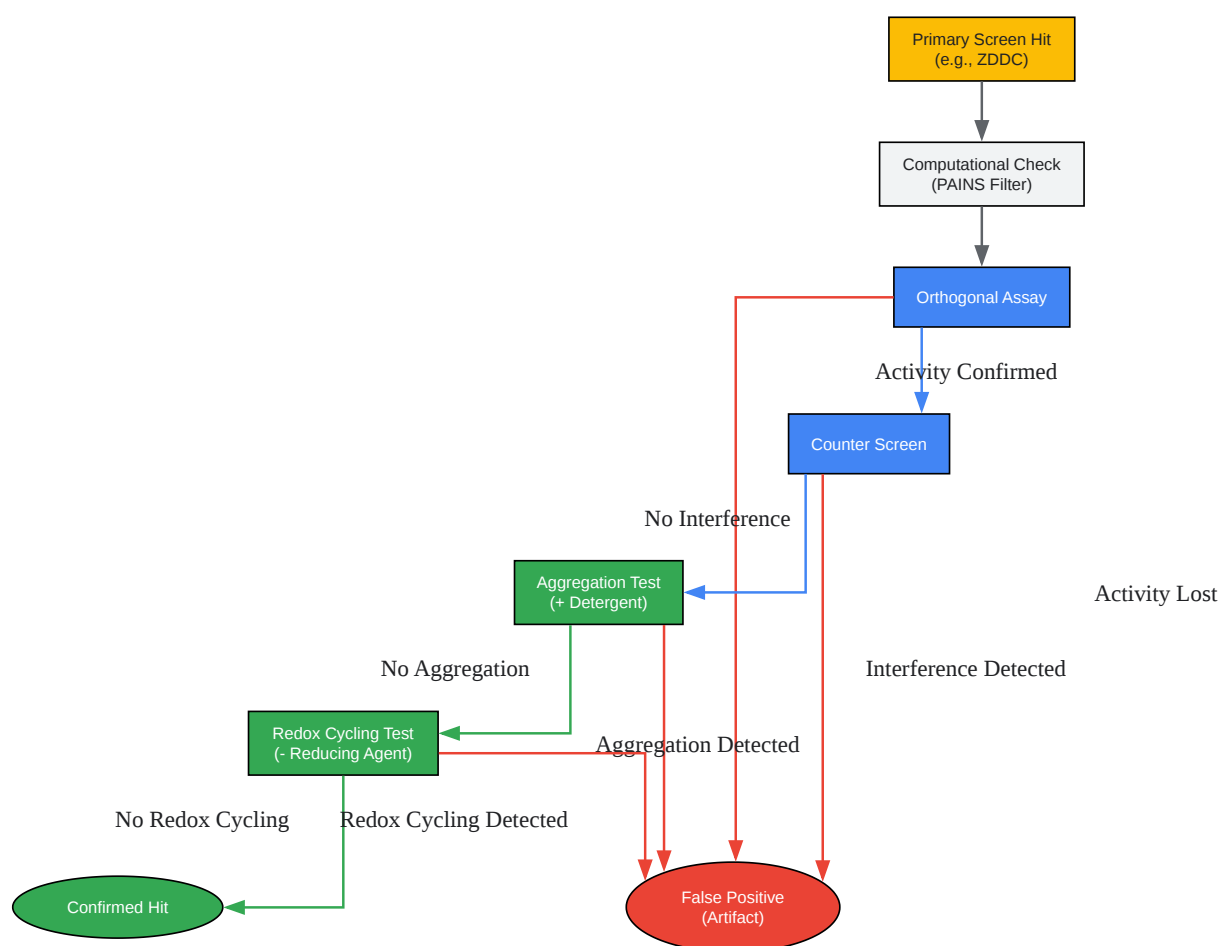 Primary Screen Hit
(e.g., ZDDC)
Computational Check
(PAINS Filter)
Orthogonal Assay
Activity Confirmed
Counter Screen
No Interference
Aggregation Test
(+ Detergent)
Activity Lost
No Aggregation
Interference Detected
Redox Cycling Test
(- Reducing Agent)
Aggregation Detected
No Redox Cycling
Redox Cycling Detected
Confirmed Hit
False Positive
(Artifact)